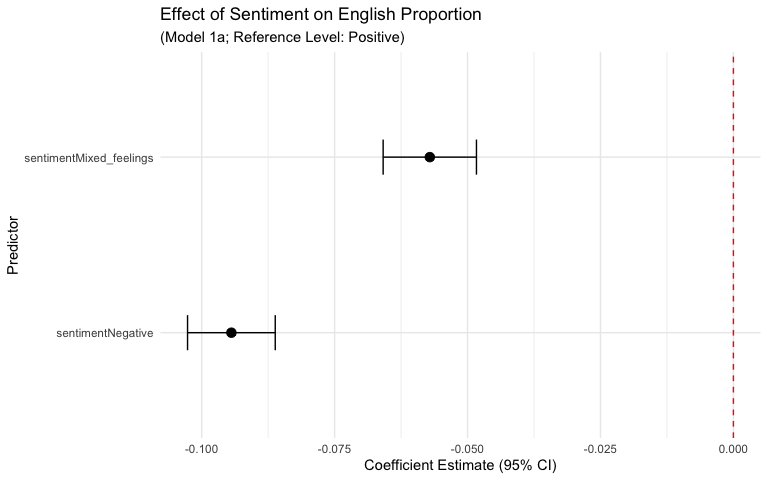 Effect of Sentiment on English Proportion
(Model 1a; Reference Level: Positive)
sentimentMixed_feelings
Predictor
sentimentNegative
-0.100 -0.075 -0.050 -0.025 0.000
Coefficient Estimate (95% CI)